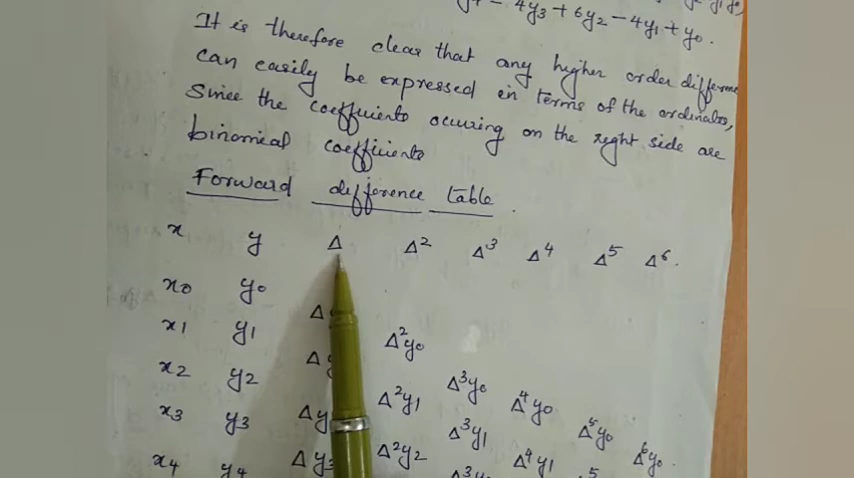 - 4y3 + 6y2 - 4y1 + y0.
It is therefore clear that any higher order
can easily be expressed in terms of the ordinates,
Since the coefficients occuring on the right side are
binomial coefficients
Forward difference table.
x y Δ Δ² Δ³ Δ⁴ Δ⁵ Δ⁶.
x0 y0
Δ
x1 y1 Δ²y0
x2 y2 Δ³y0
Δ²y1 Δ⁴y0
x3 y3 Δy Δ³y1 Δ⁵y0
Δ²y2 Δ⁴y1 Δ⁶y0.
x4 y4 Δy3